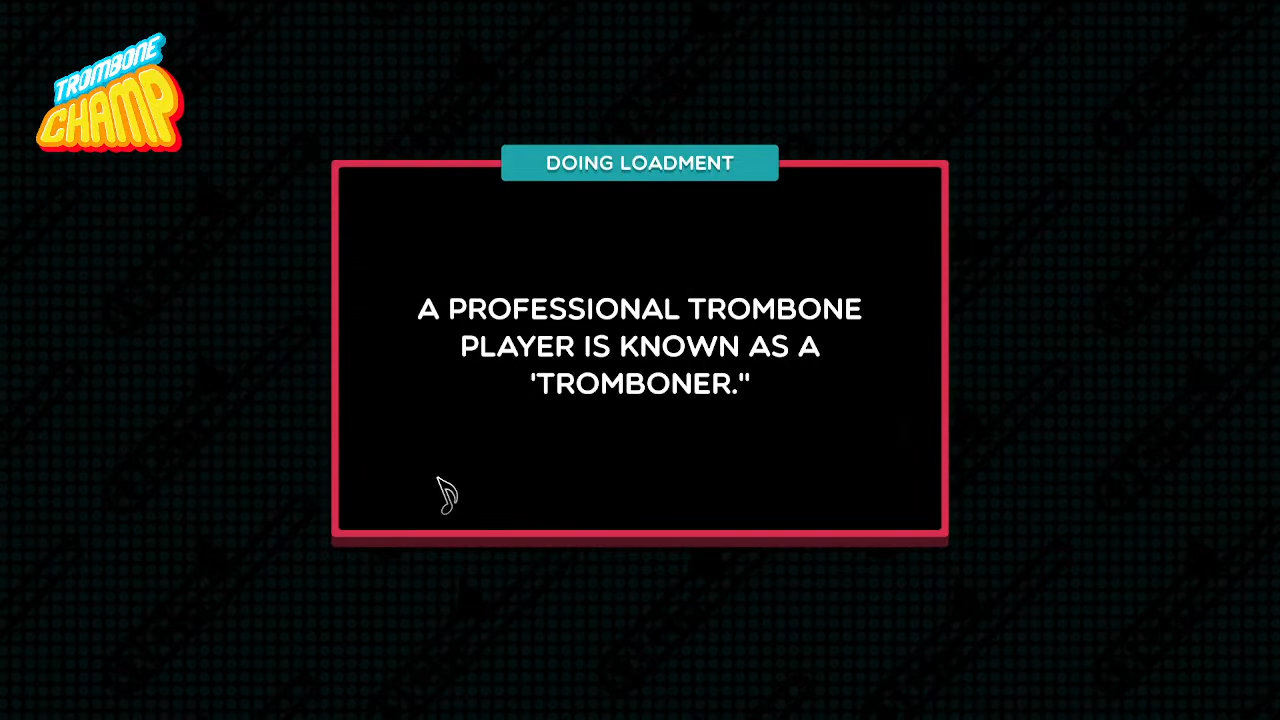 TROMBONE
CHAMP
DOING LOADMENT
A PROFESSIONAL TROMBONE
PLAYER IS KNOWN AS A
'TROMBONER."